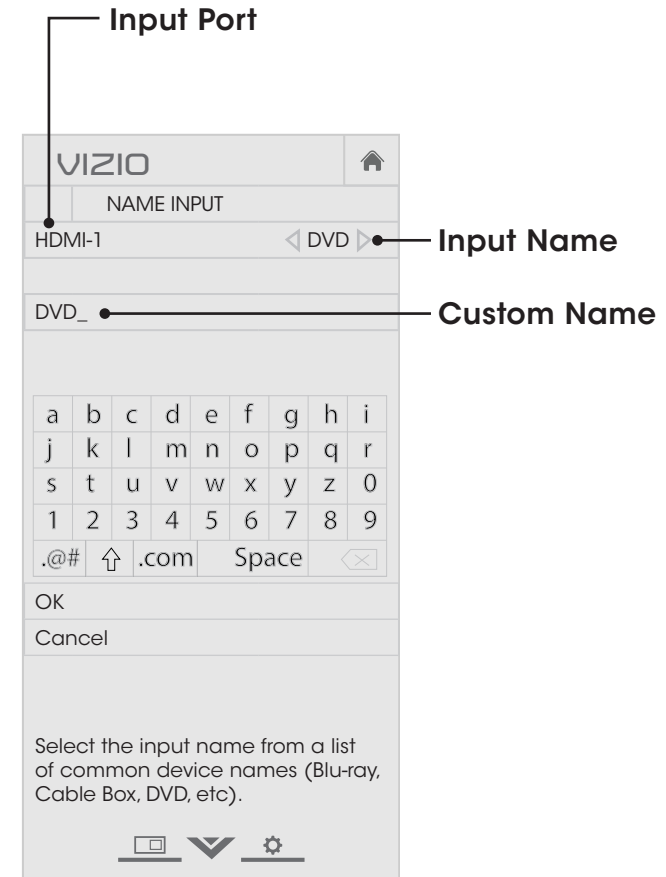 Input Port
VIZIO
NAME INPUT
HDMI-1 DVD Input Name
DVD_ Custom Name
a b c d e f g h i
j k l m n o p q r
s t u v w x y z 0
1 2 3 4 5 6 7 8 9
.@# .com Space
OK
Cancel
Select the input name from a list
of common device names (Blu-ray,
Cable Box, DVD, etc).